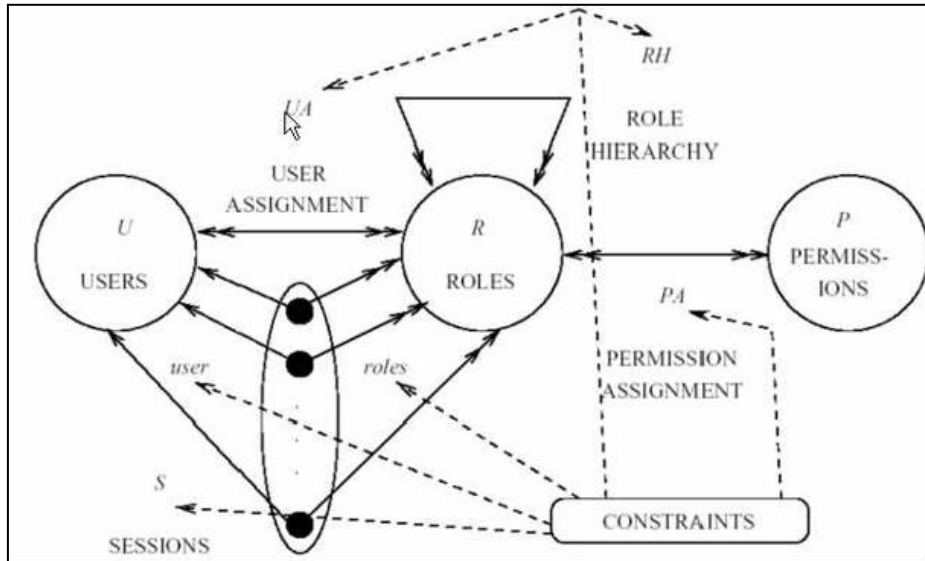 RH
UA
ROLE
HIERARCHY
USER
ASSIGNMENT
U
USERS
R
ROLES
P
PERMISS-
IONS
PA
user
roles
PERMISSION
ASSIGNMENT
S
SESSIONS
CONSTRAINTS